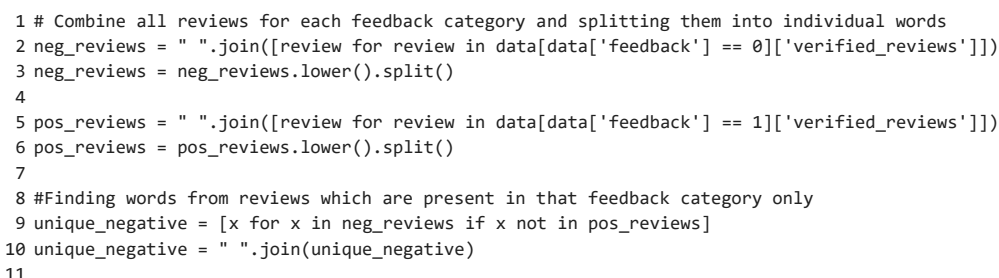 1 # Combine all reviews for each feedback category and splitting them into individual words
2 neg_reviews = " ".join([review for review in data[data['feedback'] == 0]['verified_reviews']])
3 neg_reviews = neg_reviews.lower().split()
4
5 pos_reviews = " ".join([review for review in data[data['feedback'] == 1]['verified_reviews']])
6 pos_reviews = pos_reviews.lower().split()
7
8 #Finding words from reviews which are present in that feedback category only
9 unique_negative = [x for x in neg_reviews if x not in pos_reviews]
10 unique_negative = " ".join(unique_negative)
11